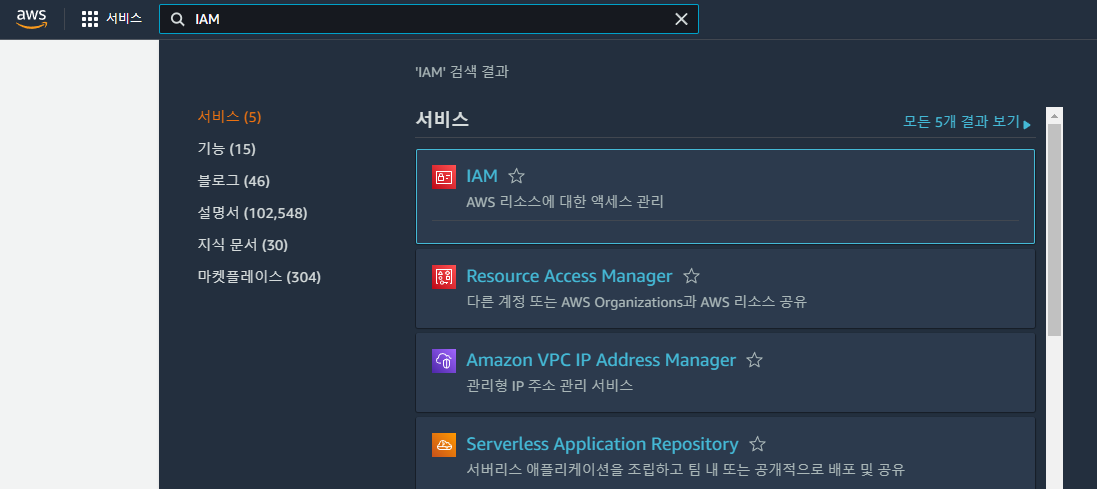 aws 서비스 IAM
'IAM' 검색 결과
서비스 (5)
기능 (15)
블로그 (46)
설명서 (102,548)
지식 문서 (30)
마켓플레이스 (304)
서비스 모든 5개 결과 보기
IAM
AWS 리소스에 대한 액세스 관리
Resource Access Manager
다른 계정 또는 AWS Organizations과 AWS 리소스 공유
Amazon VPC IP Address Manager
관리형 IP 주소 관리 서비스
Serverless Application Repository
서버리스 애플리케이션을 조립하고 팀 내 또는 공개적으로 배포 및 공유